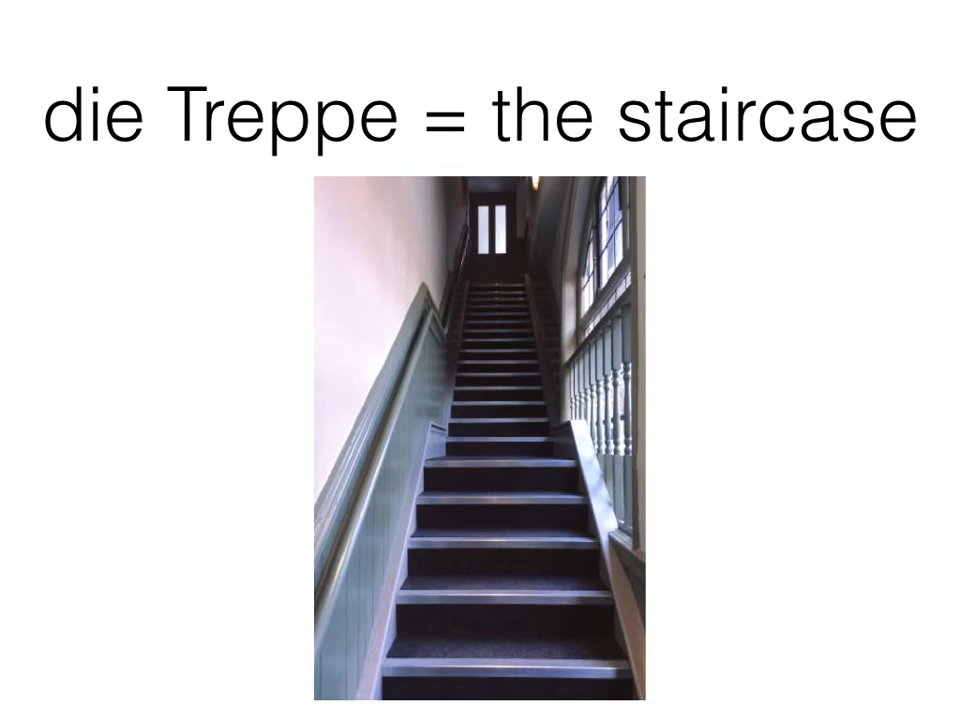 die Treppe = the staircase